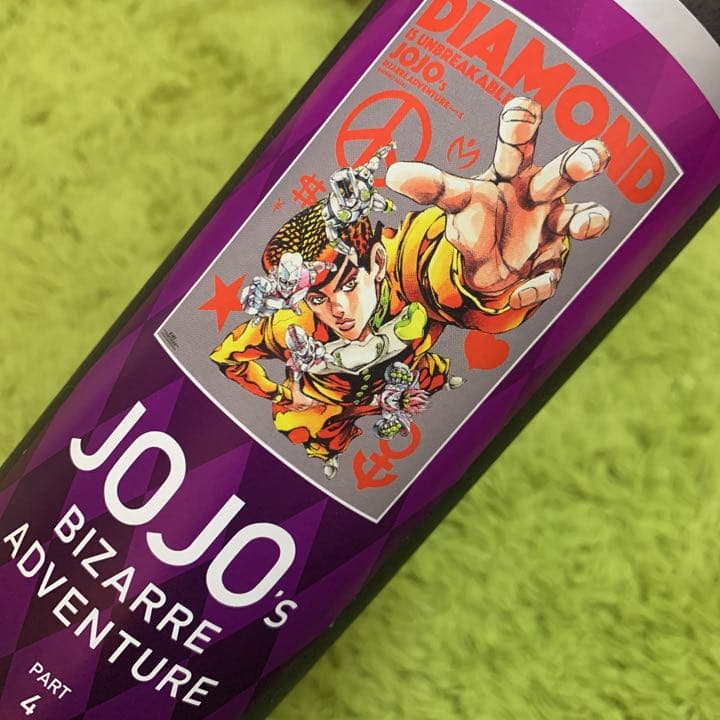 DIAMOND
IS UNBREAKABLE
JOJO's
BIZARRE ADVENTURE
JOJO's
BIZARRE
ADVENTURE
PART
4